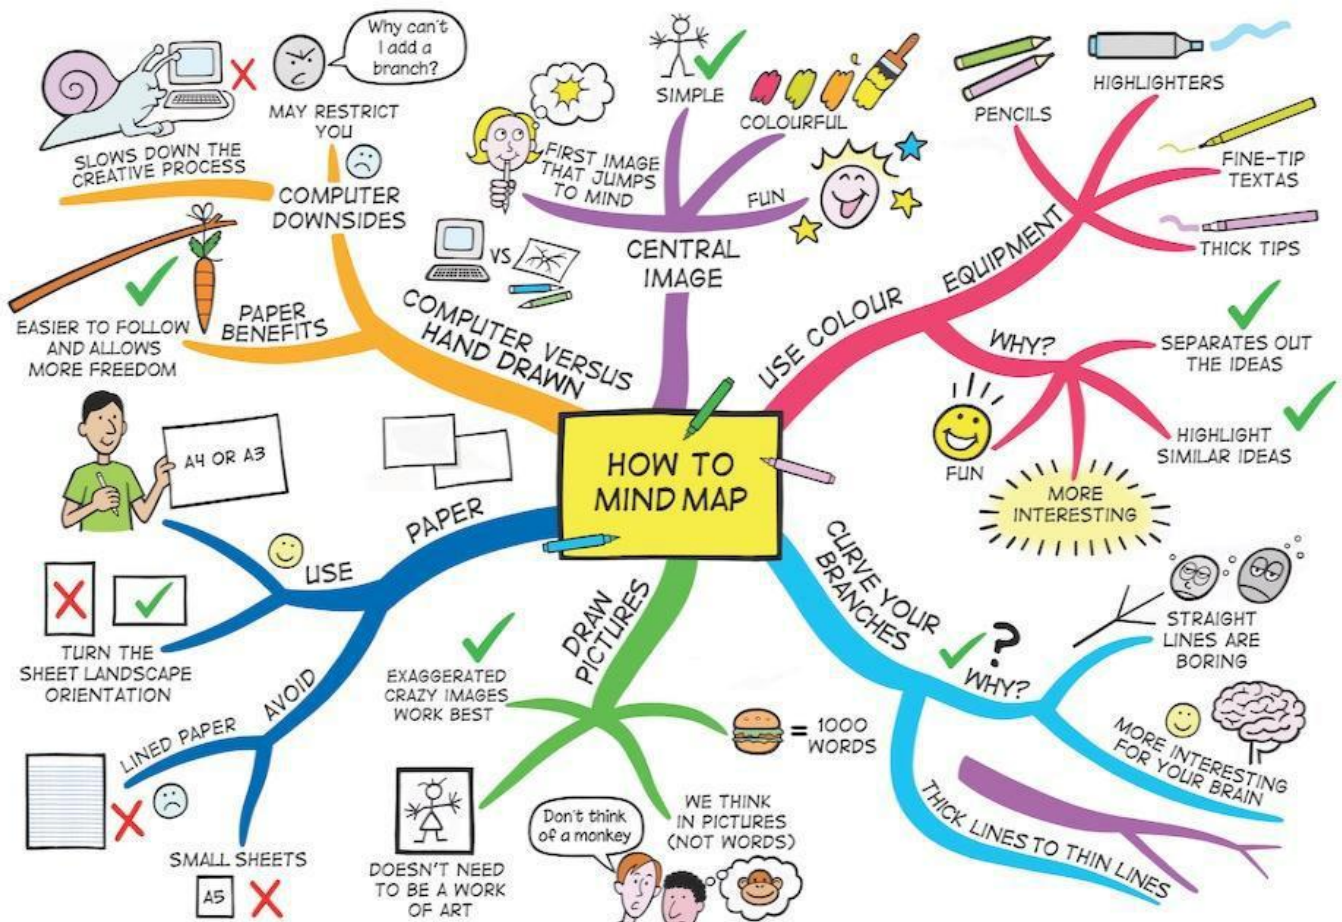 HOW TO
MIND MAP
CENTRAL
IMAGE
FIRST IMAGE
THAT JUMPS
TO MIND
SIMPLE
COLOURFUL
FUN
USE COLOUR
EQUIPMENT
PENCILS
HIGHLIGHTERS
FINE-TIP
TEXTAS
THICK TIPS
WHY?
SEPARATES OUT
THE IDEAS
HIGHLIGHT
SIMILAR IDEAS
MORE
INTERESTING
FUN
CURVE YOUR
BRANCHES
?
WHY?
STRAIGHT
LINES ARE
BORING
MORE INTERESTING
FOR YOUR BRAIN
THICK LINES TO THIN LINES
DRAW
PICTURES
= 1000
WORDS
WE THINK
IN PICTURES
(NOT WORDS)
Don't think
of a monkey
DOESN'T NEED
TO BE A WORK
OF ART
EXAGGERATED
CRAZY IMAGES
WORK BEST
PAPER
USE
A4 OR A3
TURN THE
SHEET LANDSCAPE
ORIENTATION
AVOID
LINED PAPER
SMALL SHEETS
A5
COMPUTER VERSUS
HAND DRAWN
VS
PAPER
BENEFITS
EASIER TO FOLLOW
AND ALLOWS
MORE FREEDOM
COMPUTER
DOWNSIDES
SLOWS DOWN THE
CREATIVE PROCESS
MAY RESTRICT
YOU
Why can't
I add a
branch?